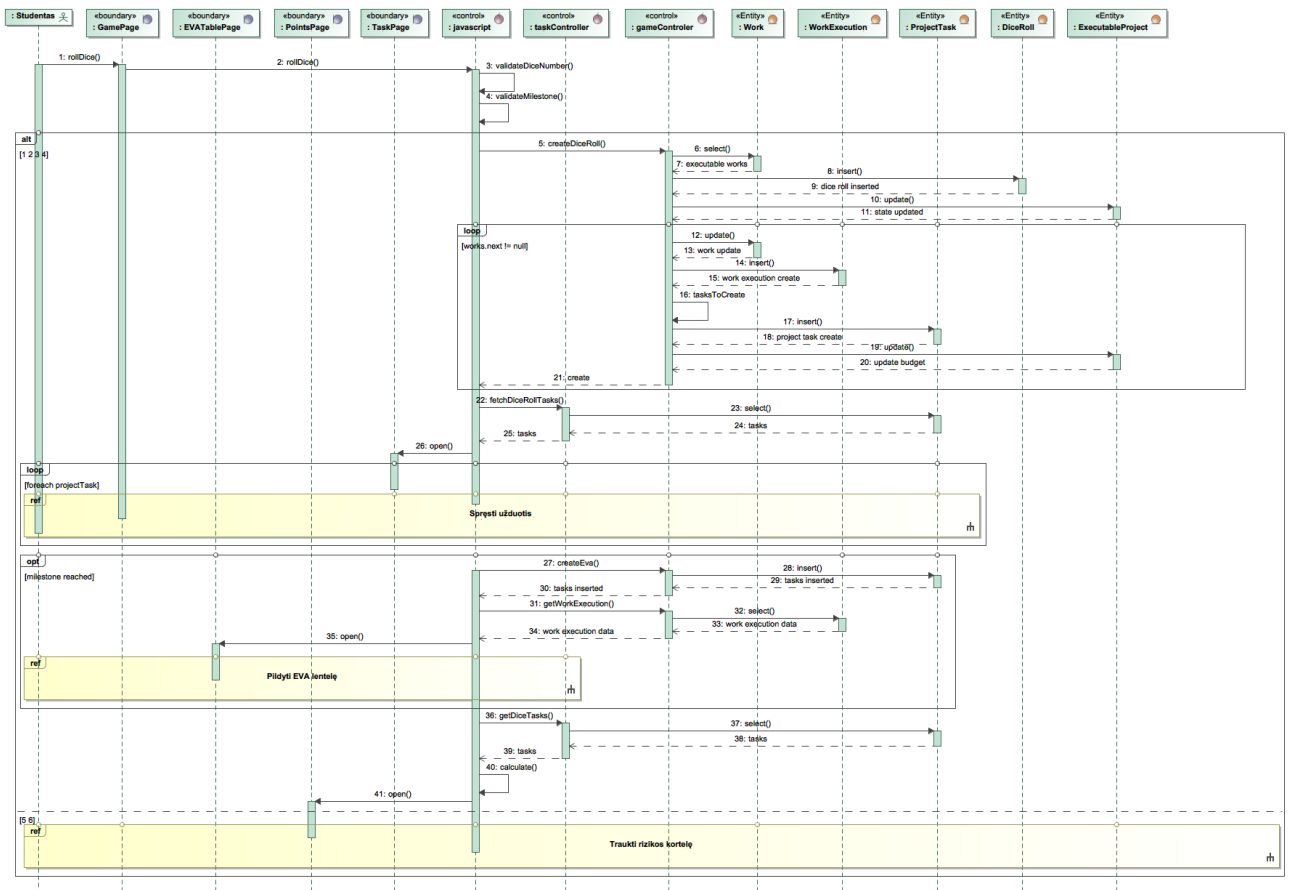 : Studentas
«boundary»
: GamePage
«boundary»
: EVATablePage
«boundary»
: PointsPage
«boundary»
: TaskPage
«control»
: javascript
«control»
: taskController
«control»
: gameControler
«Entity»
: Work
«Entity»
: WorkExecution
«Entity»
: ProjectTask
«Entity»
: DiceRoll
«Entity»
: ExecutableProject
1: rollDice()
2: rollDice()
3: validateDiceNumber()
4: validateMilestone()
alt
[1 2 3 4]
5: createDiceRoll()
6: select()
7: executable works
8: insert()
9: dice roll inserted
10: update()
11: state updated
loop
[works.next != null]
12: update()
13: work update
14: insert()
15: work execution create
16: tasksToCreate
17: insert()
18: project task create
19: update()
20: update budget
21: create
22: fetchDiceRollTasks()
23: select()
24: tasks
25: tasks
26: open()
loop
[foreach projectTask]
ref
Spręsti užduotis
opt
[milestone reached]
27: createEva()
28: insert()
29: tasks inserted
30: tasks inserted
31: getWorkExecution()
32: select()
33: work execution data
34: work execution data
35: open()
ref
Pildyti EVA lentelę
36: getDiceTasks()
37: select()
38: tasks
39: tasks
40: calculate()
41: open()
[5 6]
ref
Traukti rizikos kortelę